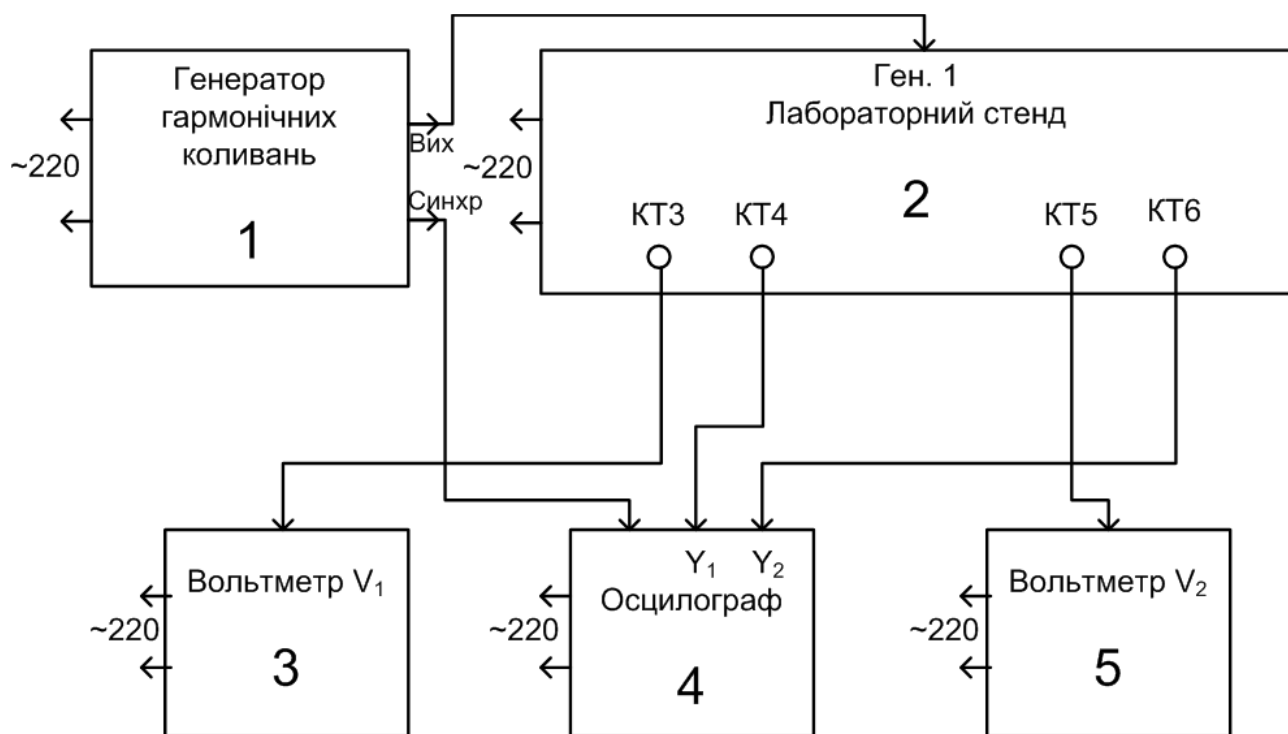 Генератор
гармонічних
коливань
~220
1
Вих
Синхр
Ген. 1
Лабораторний стенд
~220
2
КТ3
КТ4
КТ5
КТ6
Вольтметр V₁
~220
3
Y₁
Y₂
Осцилограф
~220
4
Вольтметр V₂
~220
5